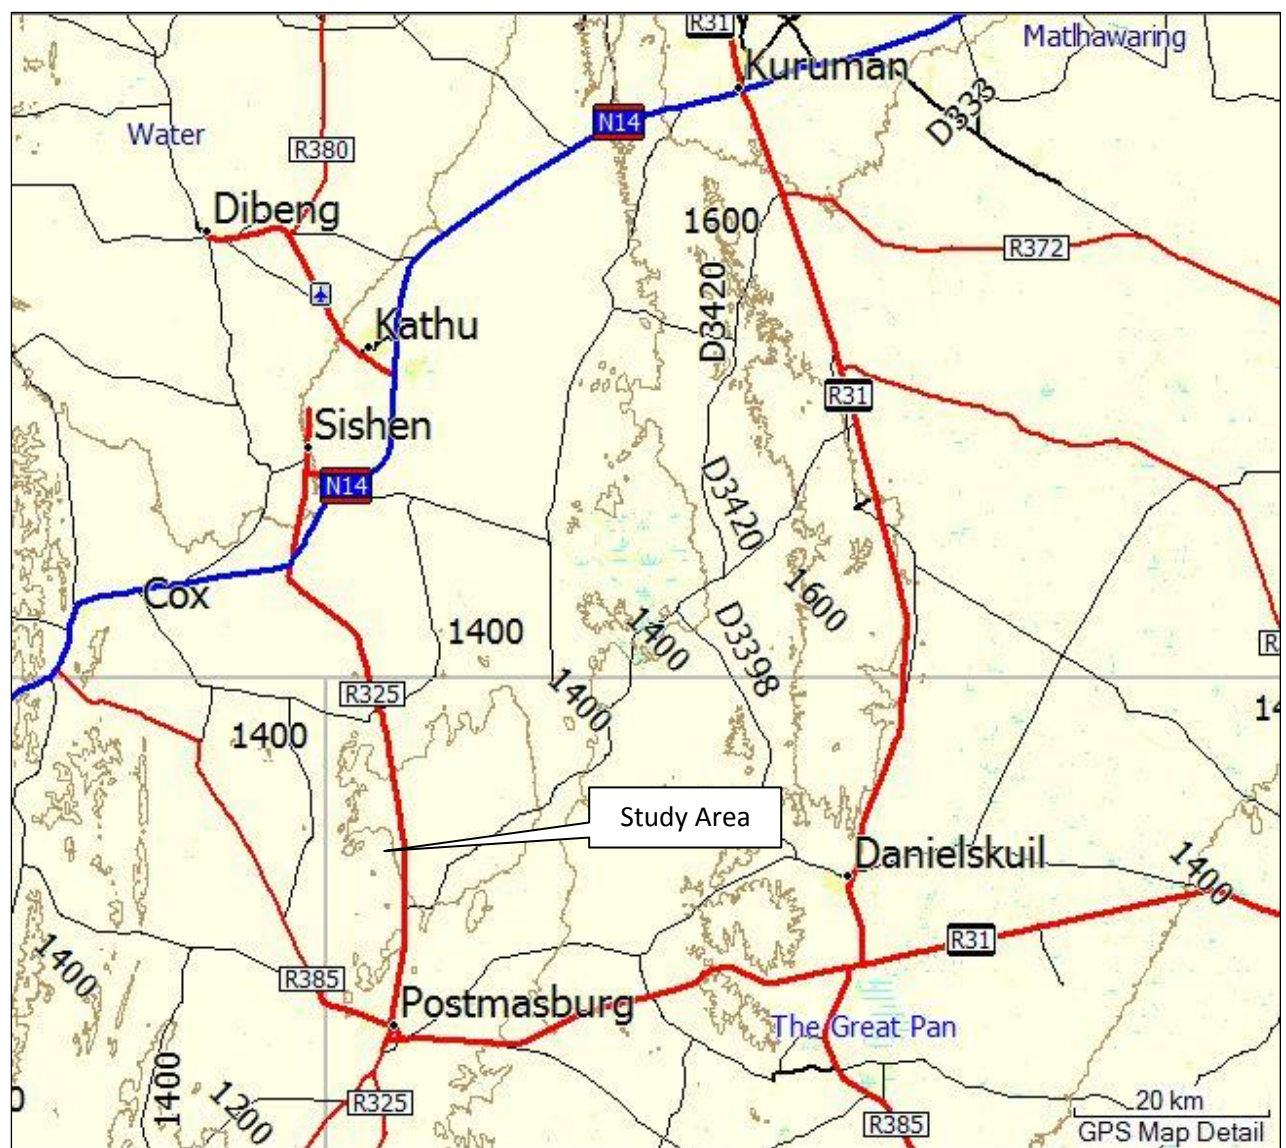 R31
Matlhawaring
Kuruman
N14
D333
Water
R380
Dibeng
1600
R372
D3420
Kathu
R31
Sishen
N14
D3420
Cox
1600
1400
1400
D3398
R325
1400
1400
14
R
Study Area
Danielskuil
1400
1400
R31
R385
Postmasburg
The Great Pan
1400
1200
R325
0
20 km
R385
GPS Map Detail